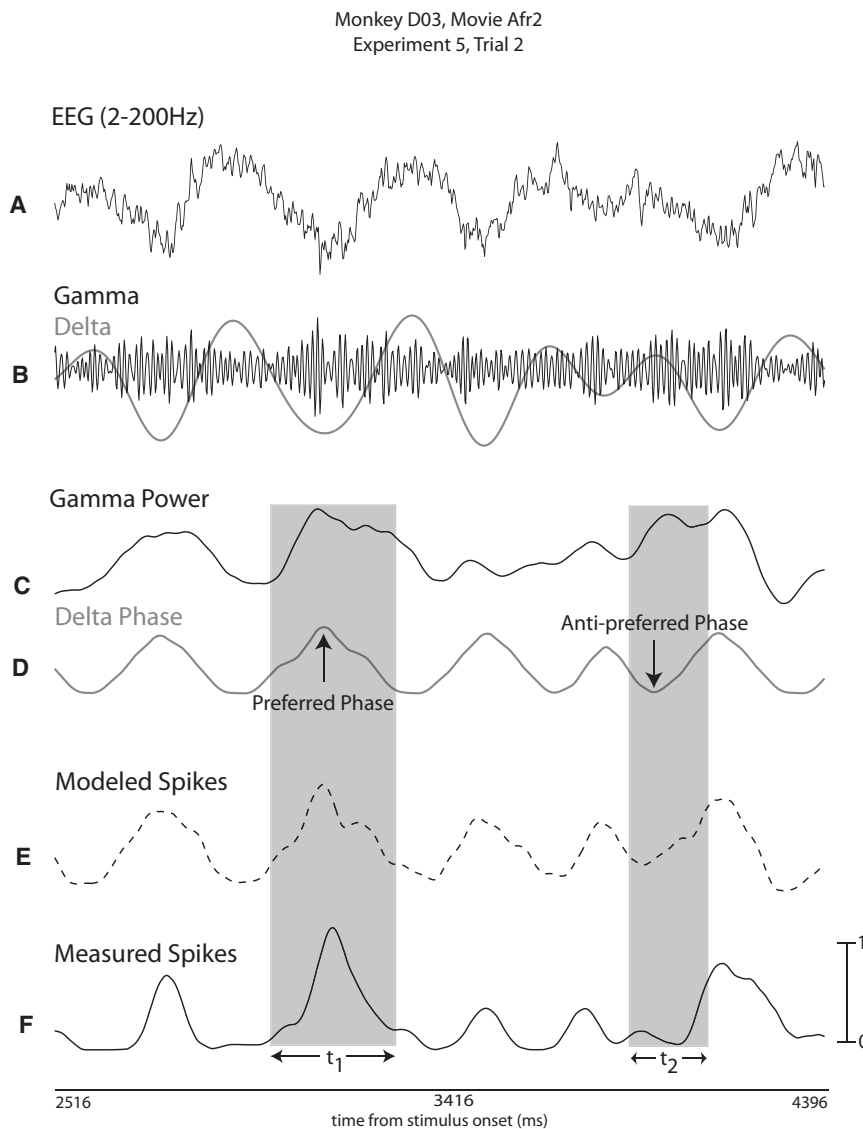 Monkey D03, Movie Afr2
Experiment 5, Trial 2
EEG (2-200Hz)
A
Gamma
Delta
B
Gamma Power
C
Delta Phase
Anti-preferred Phase
D
Preferred Phase
Modeled Spikes
E
Measured Spikes
1
F
0
t1
t2
2516
3416
4396
time from stimulus onset (ms)